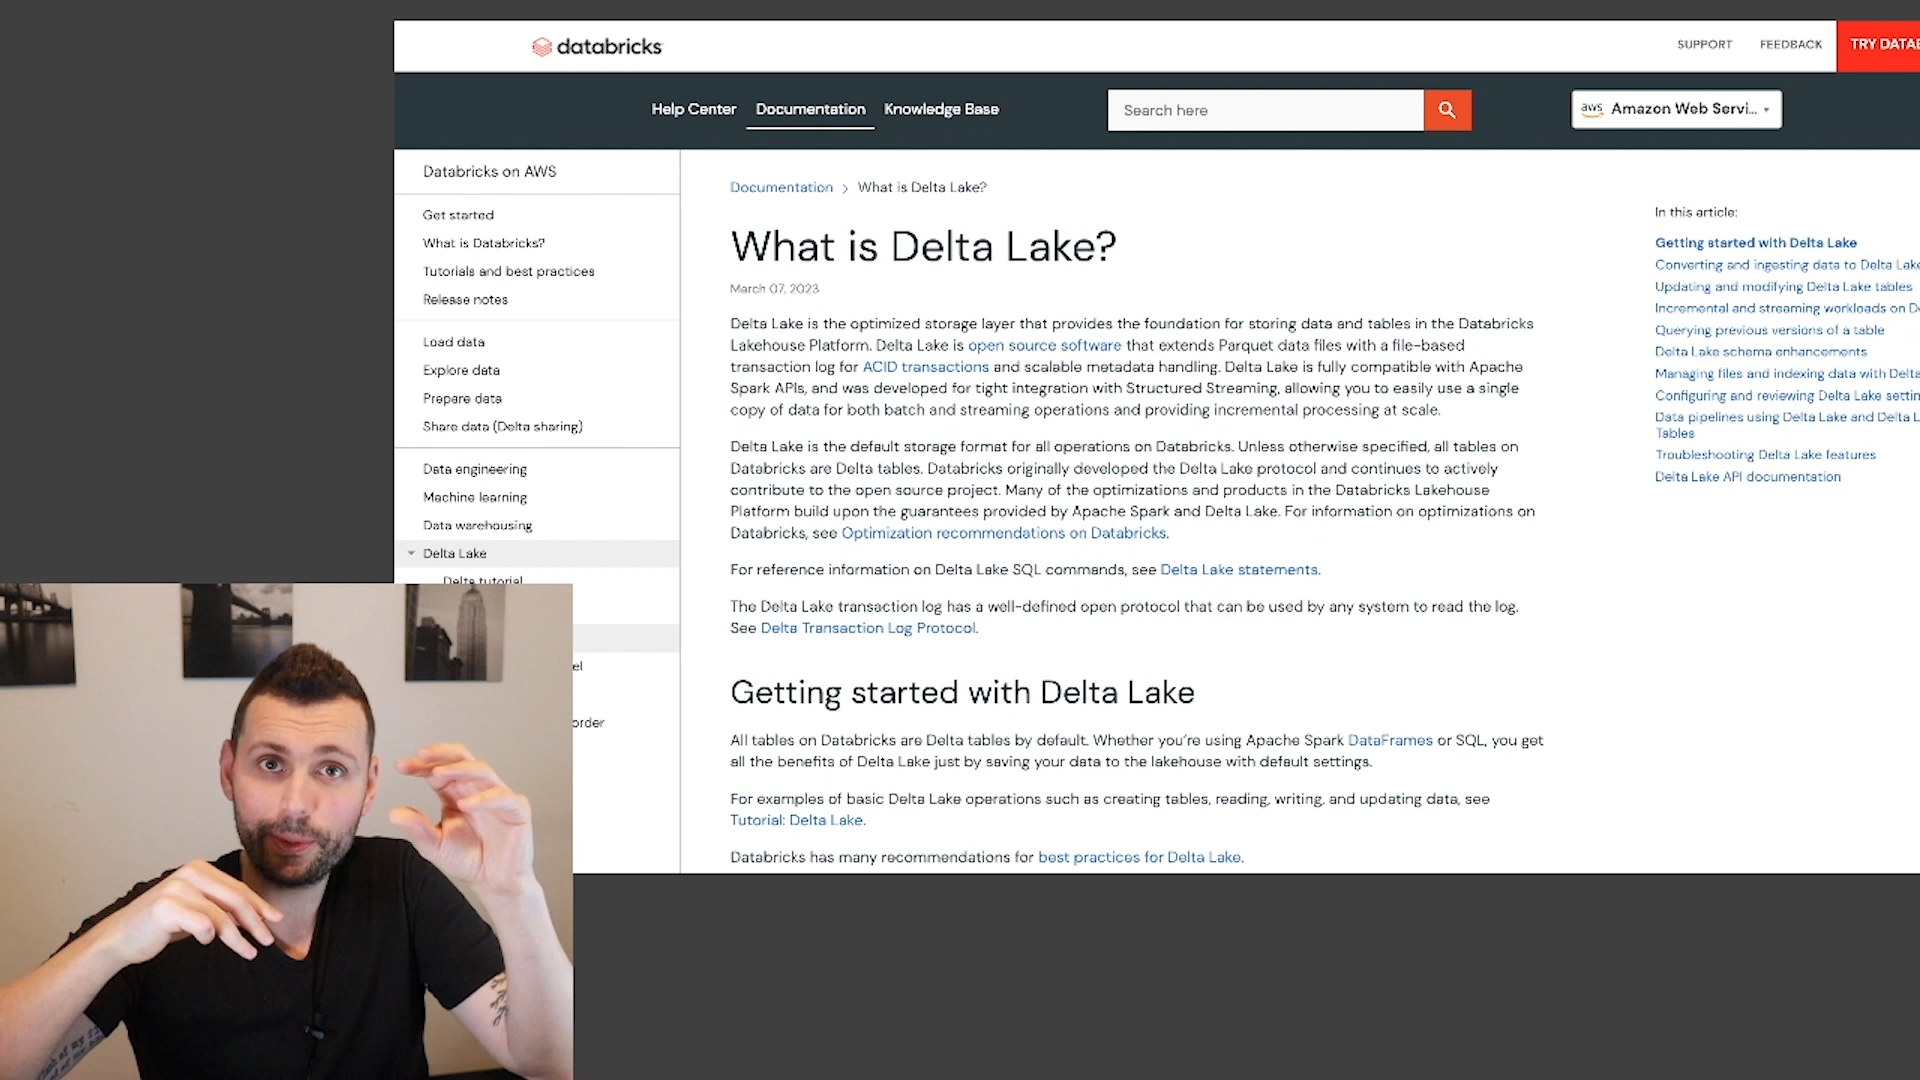 databricks
SUPPORT
FEEDBACK
TRY
Help Center
Documentation
Knowledge Base
Search here
aws Amazon Web Servi...
Databricks on AWS
Get started
What is Databricks?
Tutorials and best practices
Release notes
Load data
Explore data
Prepare data
Share data (Delta sharing)
Data engineering
Machine learning
Data warehousing
Delta Lake
Delta tutorial
Documentation > What is Delta Lake?
What is Delta Lake?
March 07, 2023
Delta Lake is the optimized storage layer that provides the foundation for storing data and tables in the Databricks
Lakehouse Platform. Delta Lake is open source software that extends Parquet data files with a file-based
transaction log for ACID transactions and scalable metadata handling. Delta Lake is fully compatible with Apache
Spark APIs, and was developed for tight integration with Structured Streaming, allowing you to easily use a single
copy of data for both batch and streaming operations and providing incremental processing at scale.
Delta Lake is the default storage format for all operations on Databricks. Unless otherwise specified, all tables on
Databricks are Delta tables. Databricks originally developed the Delta Lake protocol and continues to actively
contribute to the open source project. Many of the optimizations and products in the Databricks Lakehouse
Platform build upon the guarantees provided by Apache Spark and Delta Lake. For information on optimizations on
Databricks, see Optimization recommendations on Databricks.
For reference information on Delta Lake SQL commands, see Delta Lake statements.
The Delta Lake transaction log has a well-defined open protocol that can be used by any system to read the log.
See Delta Transaction Log Protocol.
Getting started with Delta Lake
All tables on Databricks are Delta tables by default. Whether you're using Apache Spark DataFrames or SQL, you get
all the benefits of Delta Lake just by saving your data to the lakehouse with default settings.
For examples of basic Delta Lake operations such as creating tables, reading, writing, and updating data, see
Tutorial: Delta Lake.
Databricks has many recommendations for best practices for Delta Lake.
In this article:
Getting started with Delta Lake
Converting and ingesting data to Delta Lake
Updating and modifying Delta Lake tables
Incremental and streaming workloads on
Querying previous versions of a table
Delta Lake schema enhancements
Managing files and indexing data with Delta
Configuring and reviewing Delta Lake
Data pipelines using Delta Lake and Delta
Tables
Troubleshooting Delta Lake features
Delta Lake API documentation